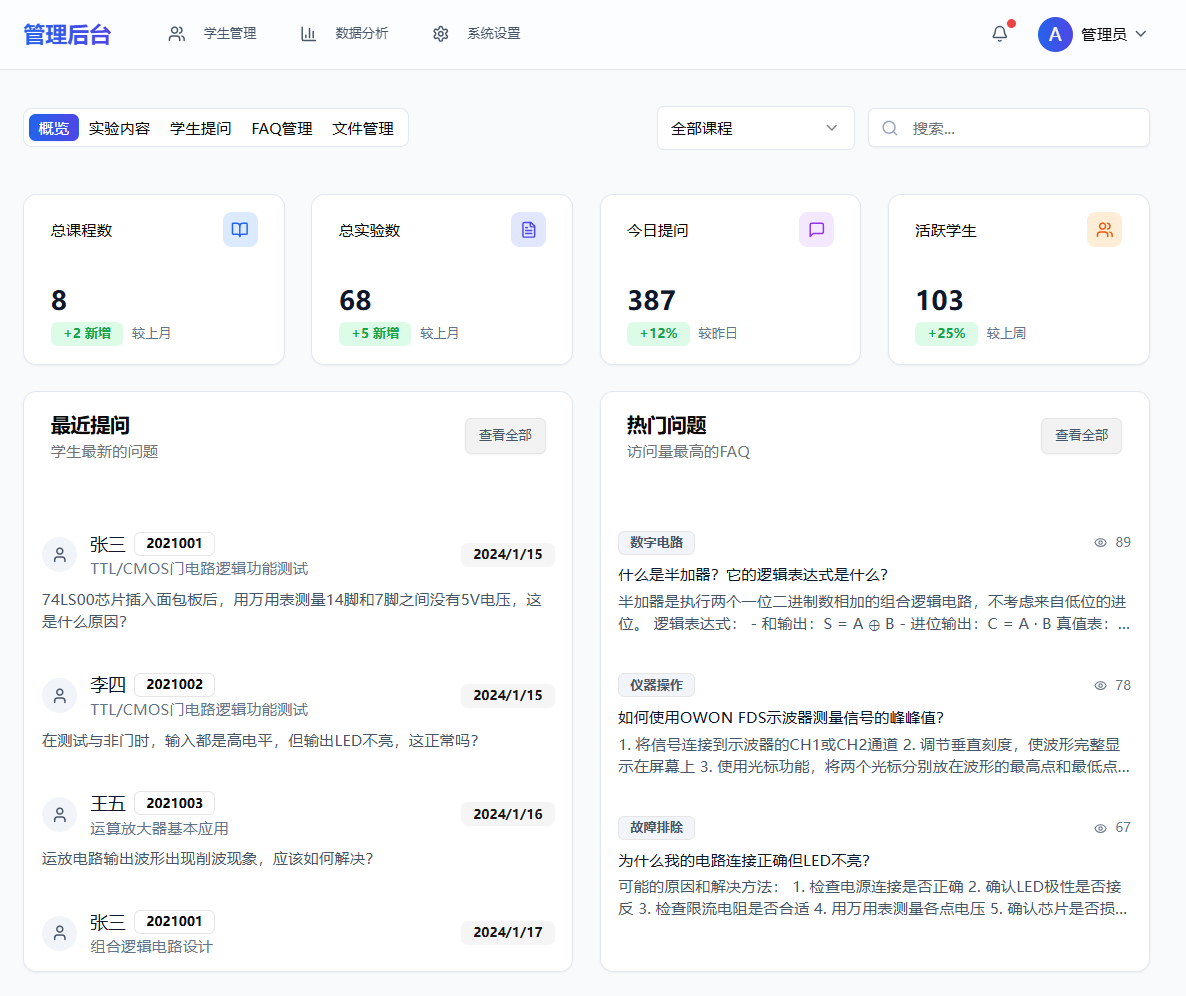 管理后台
学生管理
数据分析
系统设置
A
管理员
概览
实验内容
学生提问
FAQ管理
文件管理
全部课程
搜索...
总课程数
8
+2 新增 较上月
总实验数
68
+5 新增 较上月
今日提问
387
+12% 较昨日
活跃学生
103
+25% 较上周
最近提问
学生最新的问题
查看全部
张三 2021001
TTL/CMOS门电路逻辑功能测试
2024/1/15
74LS00芯片插入面包板后，用万用表测量14脚和7脚之间没有5V电压，这
是什么原因？
李四 2021002
TTL/CMOS门电路逻辑功能测试
2024/1/15
在测试与非门时，输入都是高电平，但输出LED不亮，这正常吗？
王五 2021003
运算放大器基本应用
2024/1/16
运放电路输出波形出现削波现象，应该如何解决？
张三 2021001
组合逻辑电路设计
2024/1/17
热门问题
访问量最高的FAQ
查看全部
数字电路
89
什么是半加器？它的逻辑表达式是什么？
半加器是执行两个一位二进制数相加的组合逻辑电路，不考虑来自低位的进
位。 逻辑表达式： - 和输出：S = A ⊕ B - 进位输出：C = A · B 真值表：...
仪器操作
78
如何使用OWON FDS示波器测量信号的峰峰值？
1. 将信号连接到示波器的CH1或CH2通道 2. 调节垂直刻度，使波形完整显
示在屏幕上 3. 使用光标功能，将两个光标分别放在波形的最高点和最低点...
故障排除
67
为什么我的电路连接正确但LED不亮？
可能的原因和解决方法： 1. 检查电源连接是否正确 2. 确认LED极性是否接
反 3. 检查限流电阻是否合适 4. 用万用表测量各点电压 5. 确认芯片是否损...